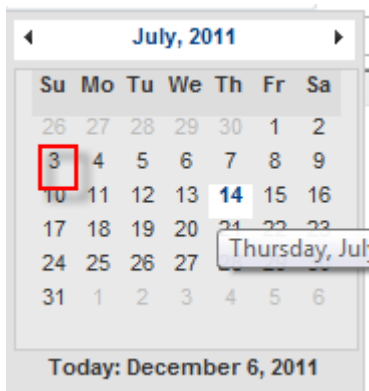 July, 2011
Su Mo Tu We Th Fr Sa
26 27 28 29 30 1 2
3 4 5 6 7 8 9
10 11 12 13 14 15 16
17 18 19 20 21 22 23
Thursday, July
24 25 26 27
31 1 2 3 4 5 6
Today: December 6, 2011